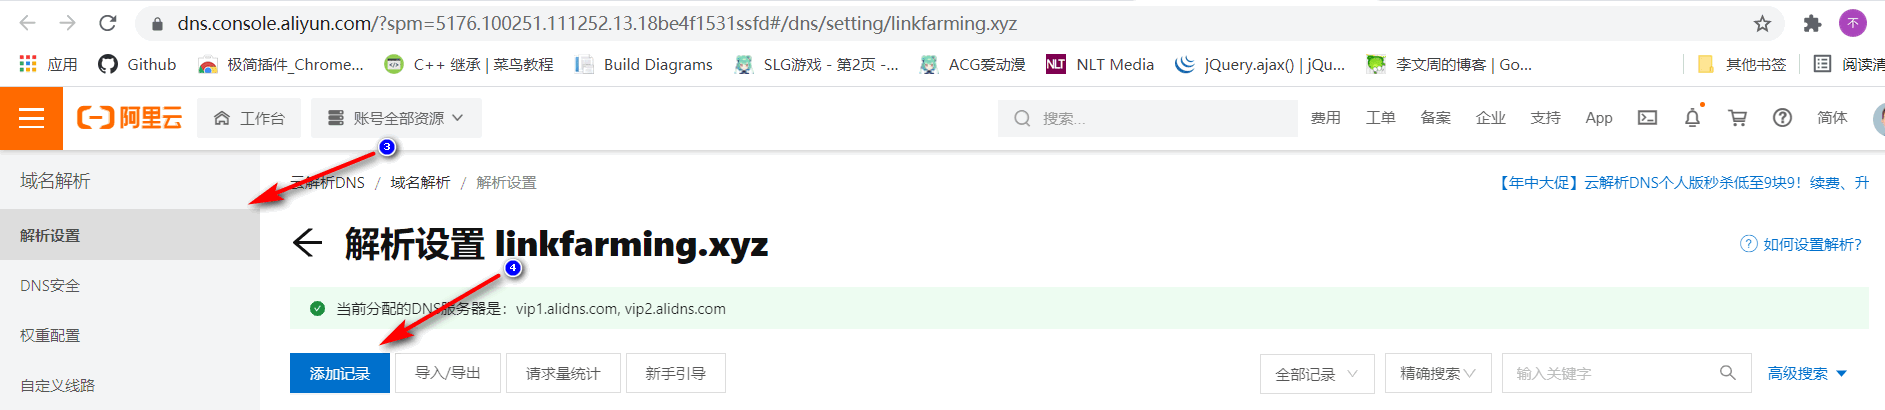 dns.console.aliyun.com/?spm=5176.100251.111252.13.18be4f1531ssfd#/dns/setting/linkfarming.xyz
不
应用 Github 极简插件_Chrome... C++ 继承 | 菜鸟教程 Build Diagrams SLG游戏 - 第2页 -... ACG爱动漫 NLT NLT Media jQuery.ajax() | jQu... 李文周的博客 | Go... 其他书签 阅读清
阿里云 工作台 账号全部资源 搜索... 费用 工单 备案 企业 支持 App 简体
3
域名解析
云解析DNS / 域名解析 / 解析设置 【年中大促】云解析DNS个人版秒杀低至9块9！续费、升
解析设置
解析设置 linkfarming.xyz
如何设置解析?
4
DNS安全
当前分配的DNS服务器是：vip1.alidns.com, vip2.alidns.com
权重配置
添加记录 导入/导出 请求量统计 新手引导 全部记录 精确搜索 输入关键字 高级搜索
自定义线路